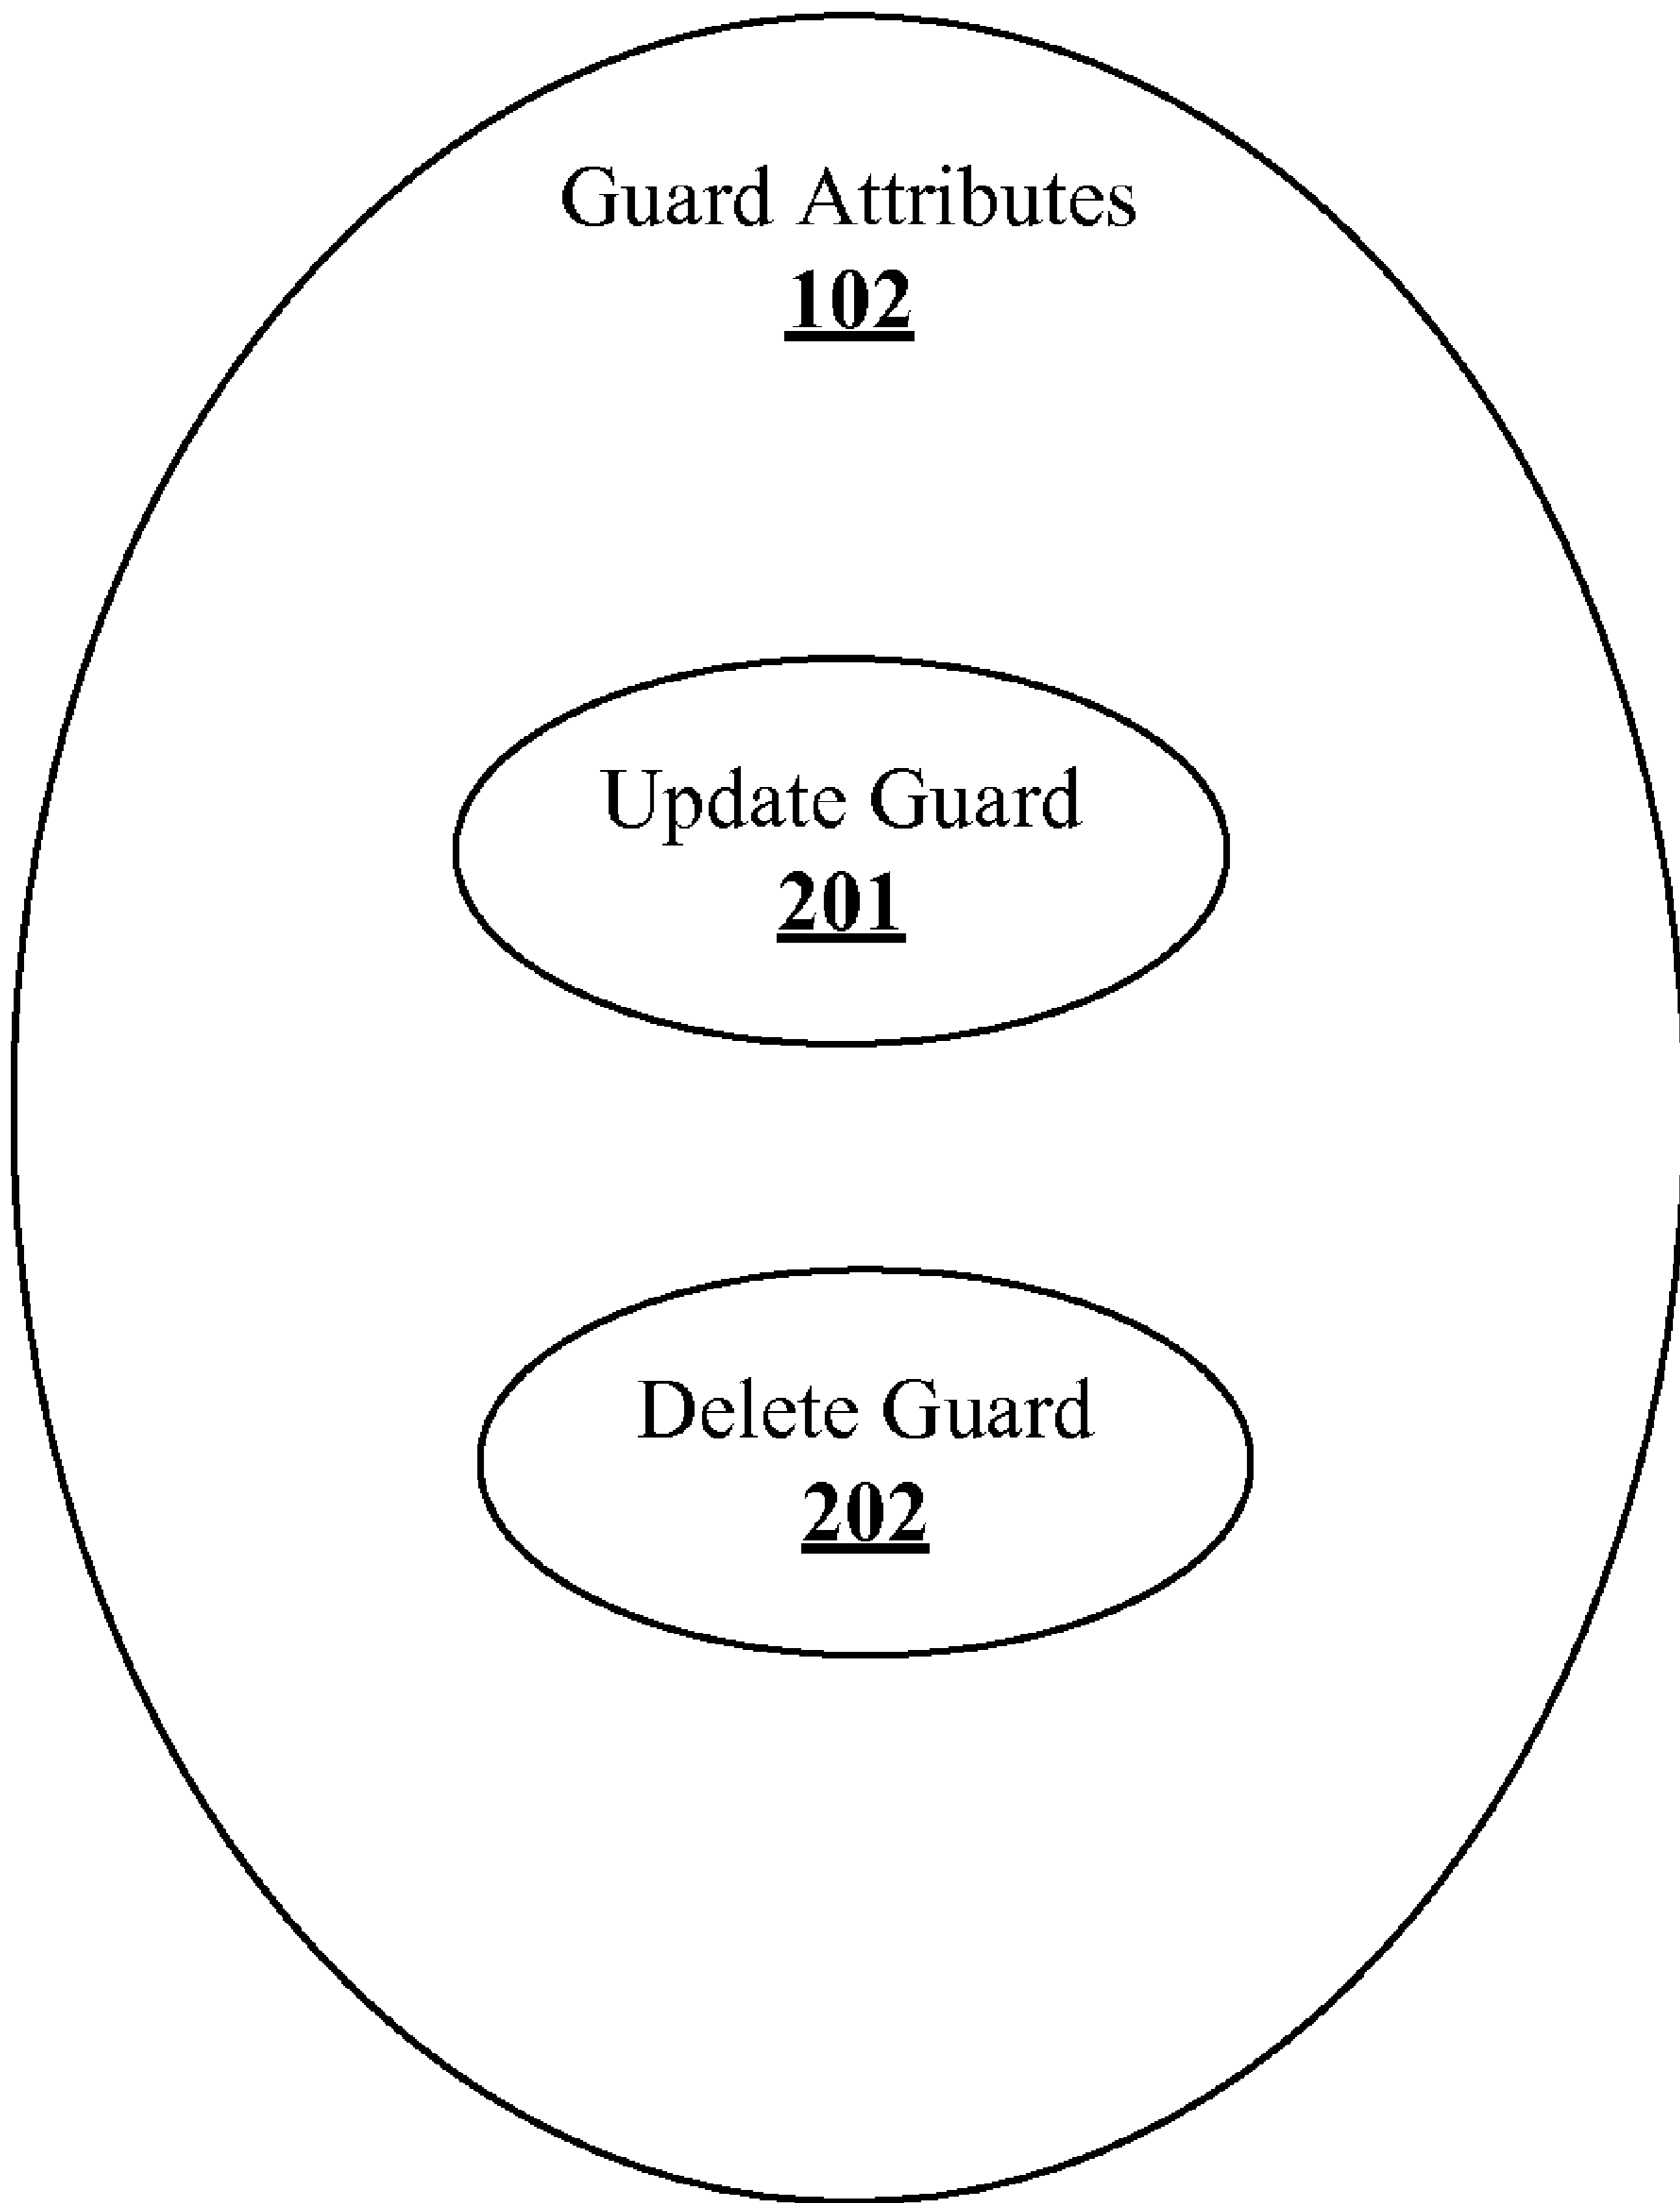 Guard Attributes
102
Update Guard
201
Delete Guard
202